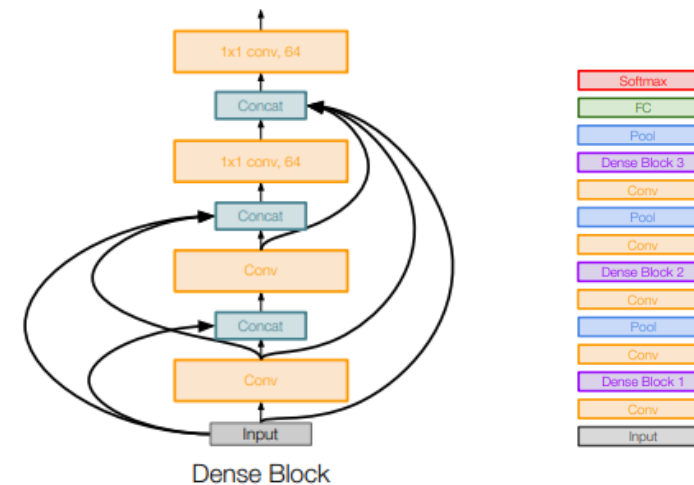 1x1 conv, 64
Concat
1x1 conv, 64
Concat
Conv
Concat
Conv
Input
Dense Block
Softmax
FC
Pool
Dense Block 3
Conv
Pool
Conv
Dense Block 2
Conv
Pool
Conv
Dense Block 1
Conv
Input